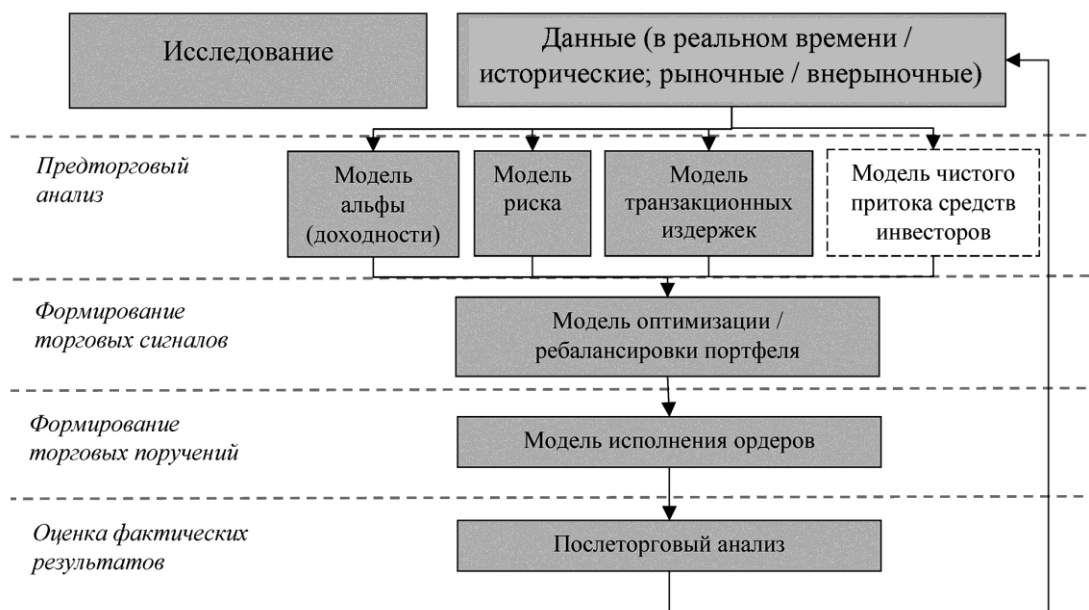 Исследование
Данные (в реальном времени /
исторические; рыночные / внерыночные)
Предторговый
анализ
Модель
альфы
(доходности)
Модель
риска
Модель
транзакционных
издержек
Модель чистого
притока средств
инвесторов
Формирование
торговых сигналов
Модель оптимизации /
ребалансировки портфеля
Формирование
торговых поручений
Модель исполнения ордеров
Оценка фактических
результатов
Послеторговый анализ